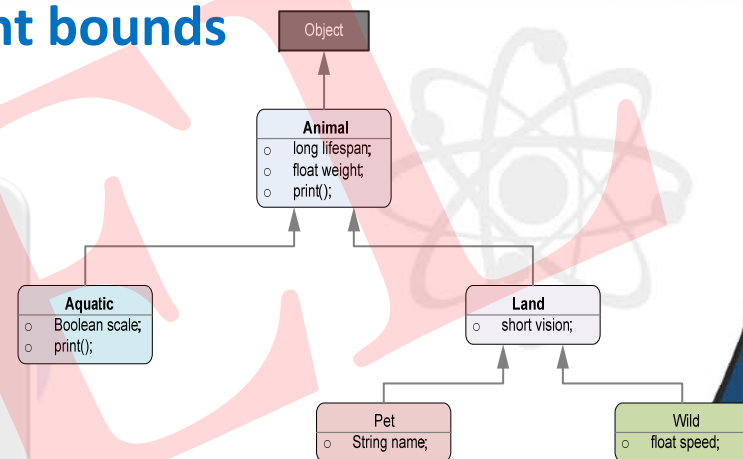 nt bounds
Object
Animal
○ long lifespan;
○ float weight;
○ print();
Aquatic
○ Boolean scale;
○ print();
Land
○ short vision;
Pet
○ String name;
Wild
○ float speed;